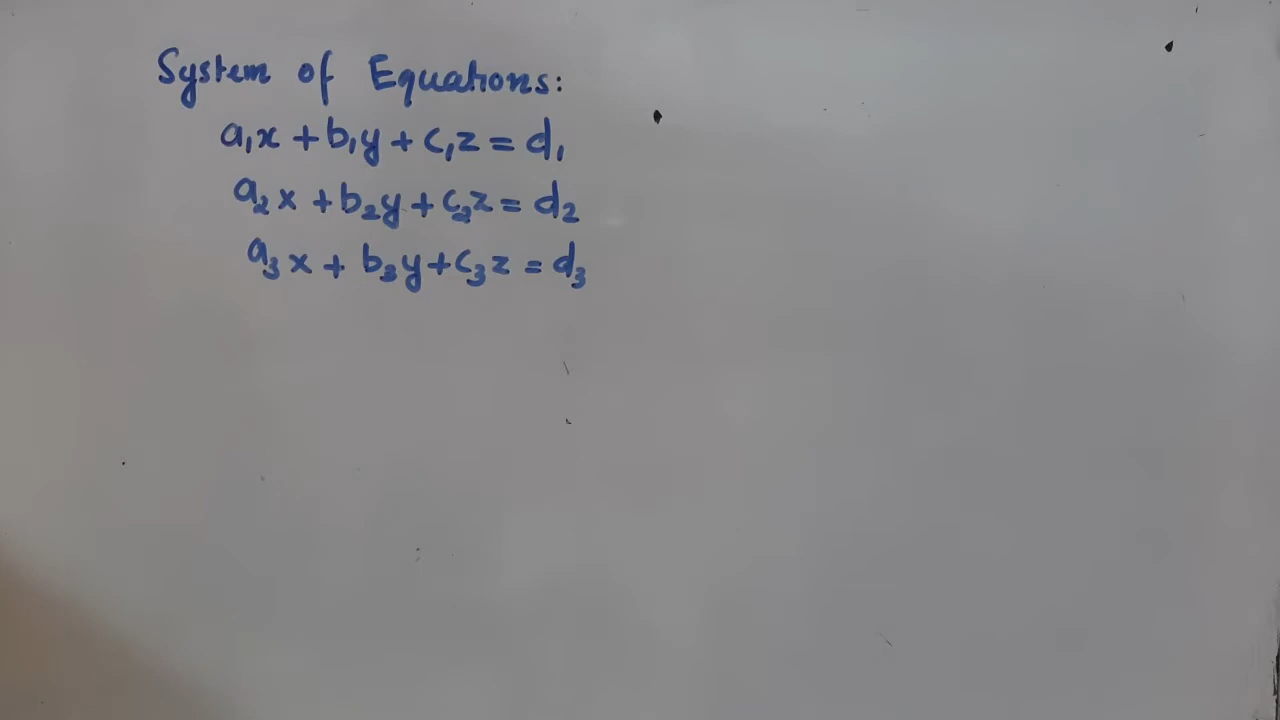 System of Equations:
a₁x + b₁y + c₁z = d₁
a₂x + b₂y + c₂z = d₂
a₃x + b₃y + c₃z = d₃